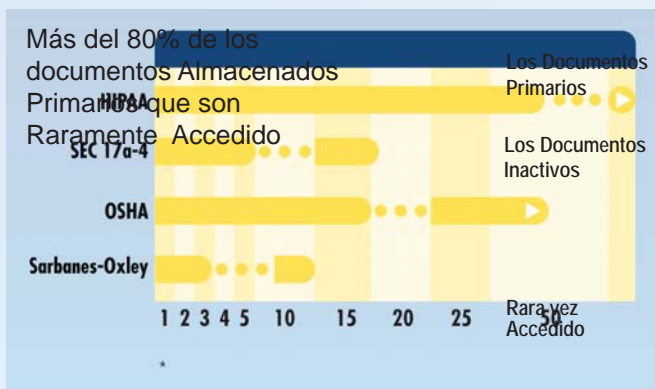 Más del 80% de los
documentos Almacenados
Primarios que son
Raramente Accedido
Los Documentos
Primarios
HIPAA
Los Documentos
Inactivos
SEC 17a-4
OSHA
Sarbanes-Oxley
Rara vez
Accedido
1 2 3 4 5 10 15 20 25 50
*